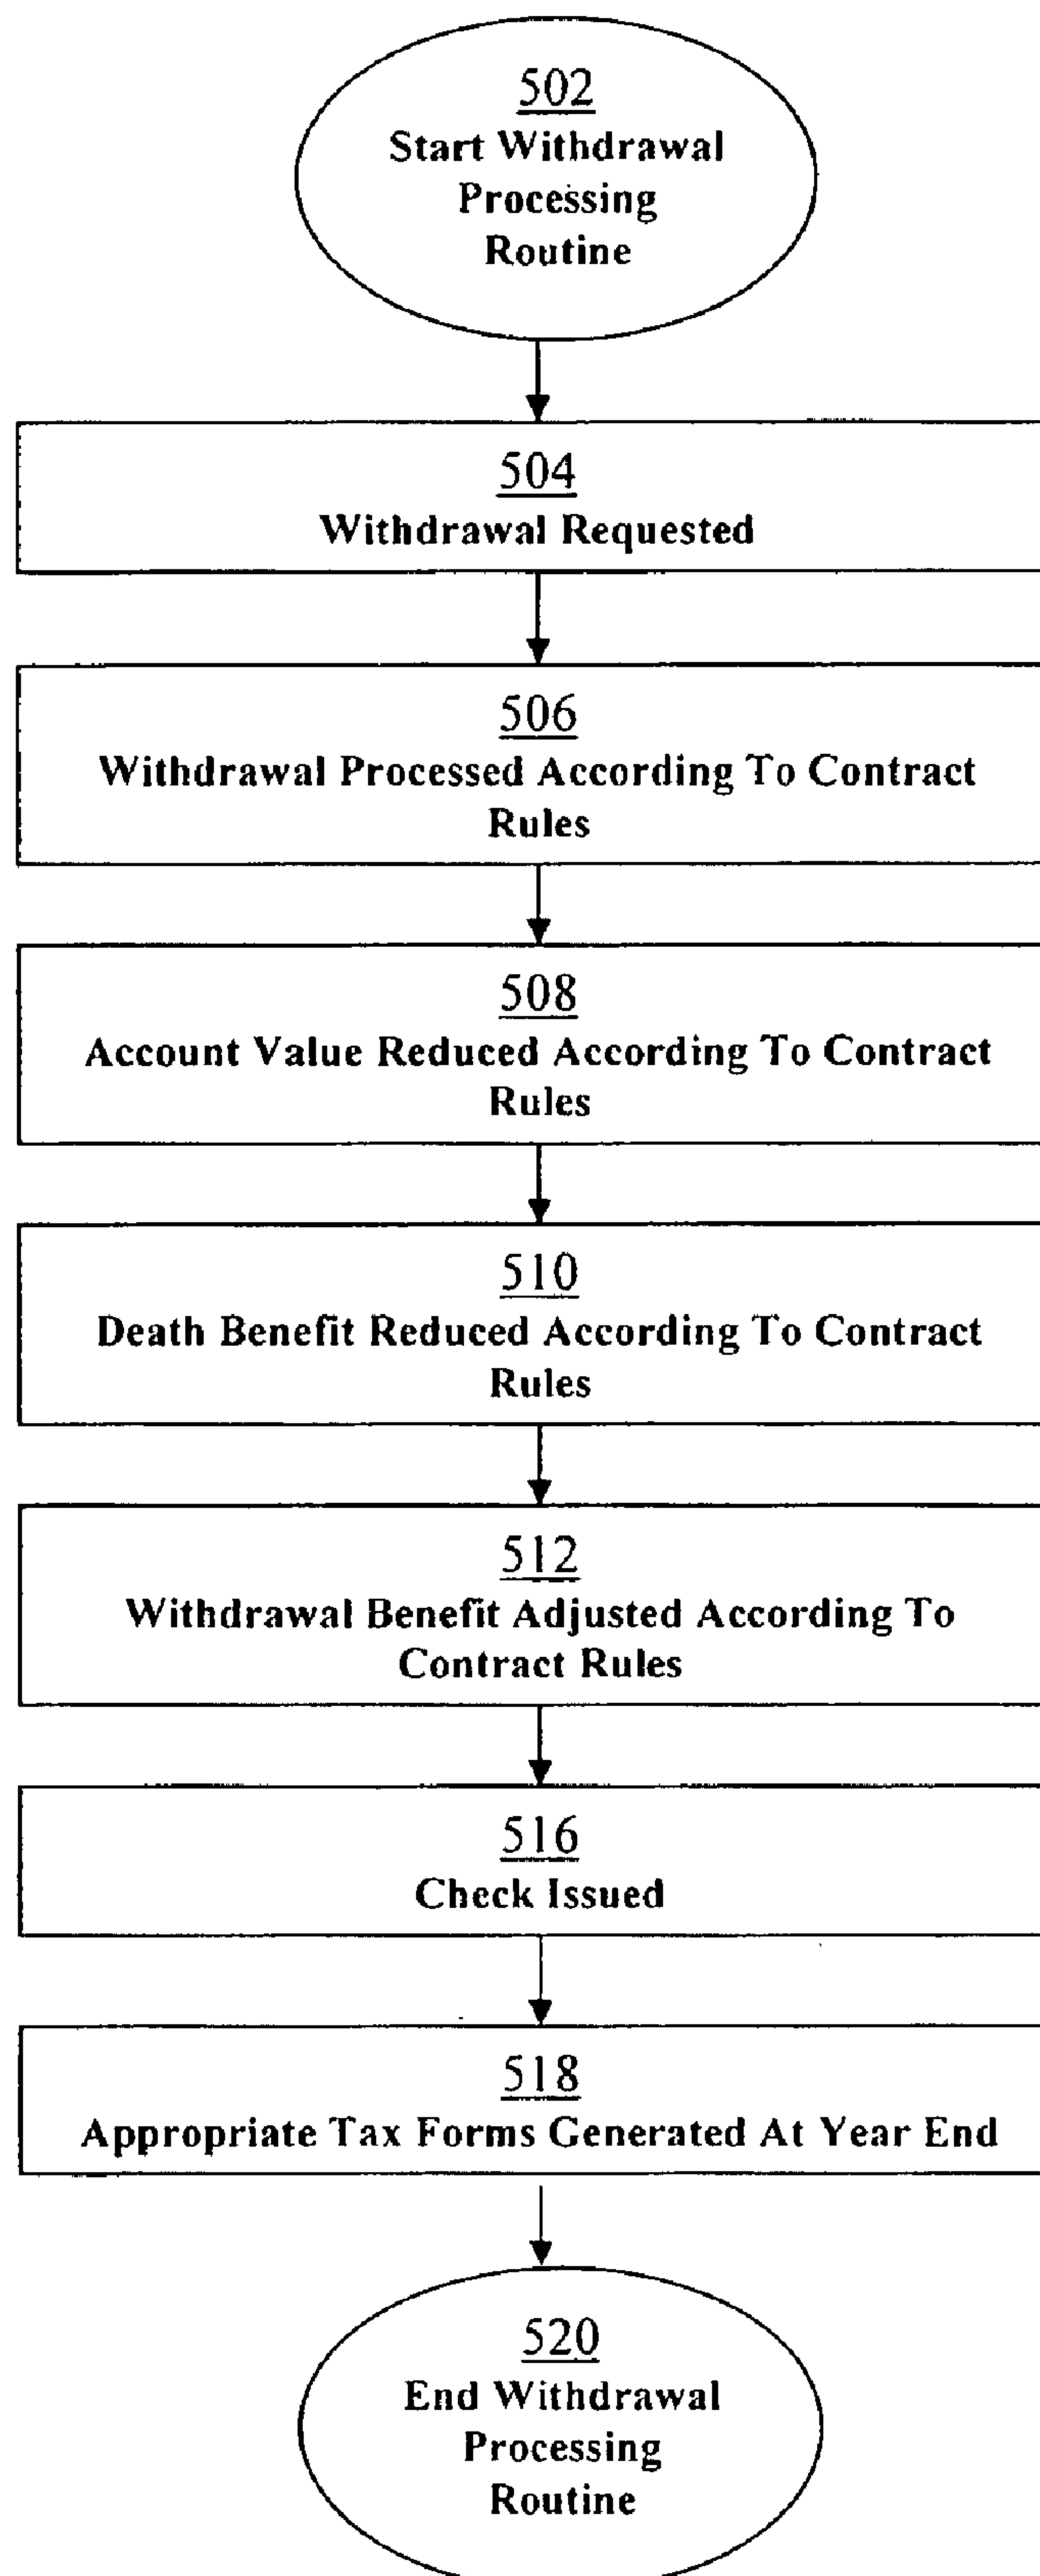 502
Start Withdrawal
Processing
Routine
504
Withdrawal Requested
506
Withdrawal Processed According To Contract
Rules
508
Account Value Reduced According To Contract
Rules
510
Death Benefit Reduced According To Contract
Rules
512
Withdrawal Benefit Adjusted According To
Contract Rules
516
Check Issued
518
Appropriate Tax Forms Generated At Year End
520
End Withdrawal
Processing
Routine